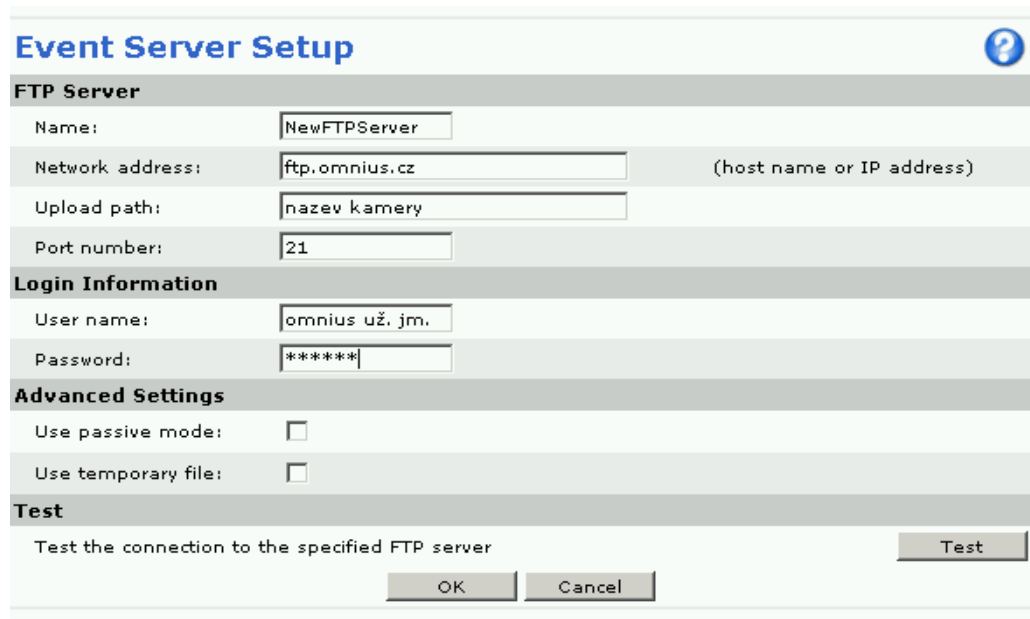 Event Server Setup ?
FTP Server
Name: NewFTPServer
Network address: ftp.omnius.cz (host name or IP address)
Upload path: nazev kamery
Port number: 21
Login Information
User name: omnius už. jm.
Password: ******
Advanced Settings
Use passive mode:
Use temporary file:
Test
Test the connection to the specified FTP server Test
OK Cancel